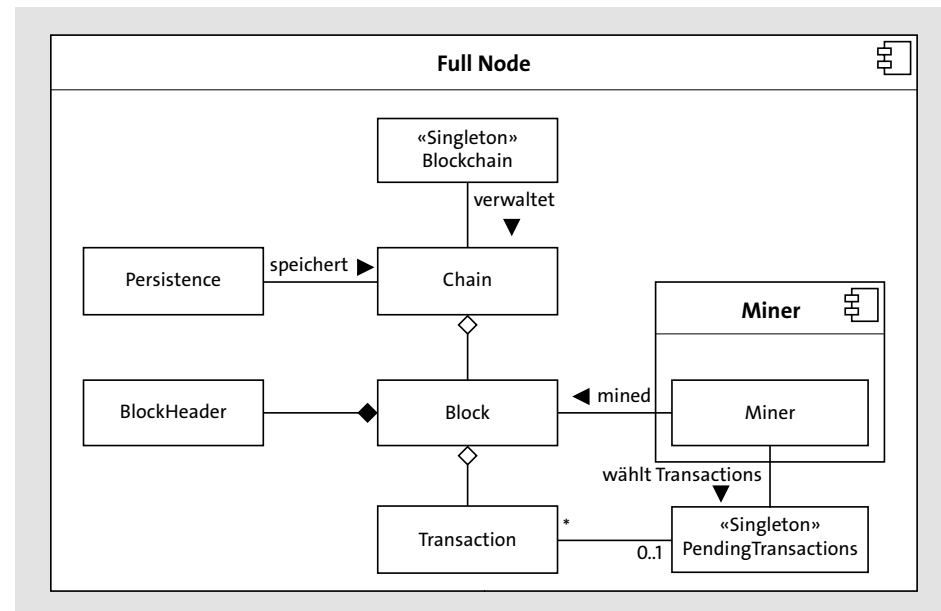 Full Node
«Singleton»
Blockchain
verwaltet
Persistence
speichert
Chain
Miner
BlockHeader
Block
mined
Miner
wählt Transactions
Transaction
*
0..1
«Singleton»
PendingTransactions